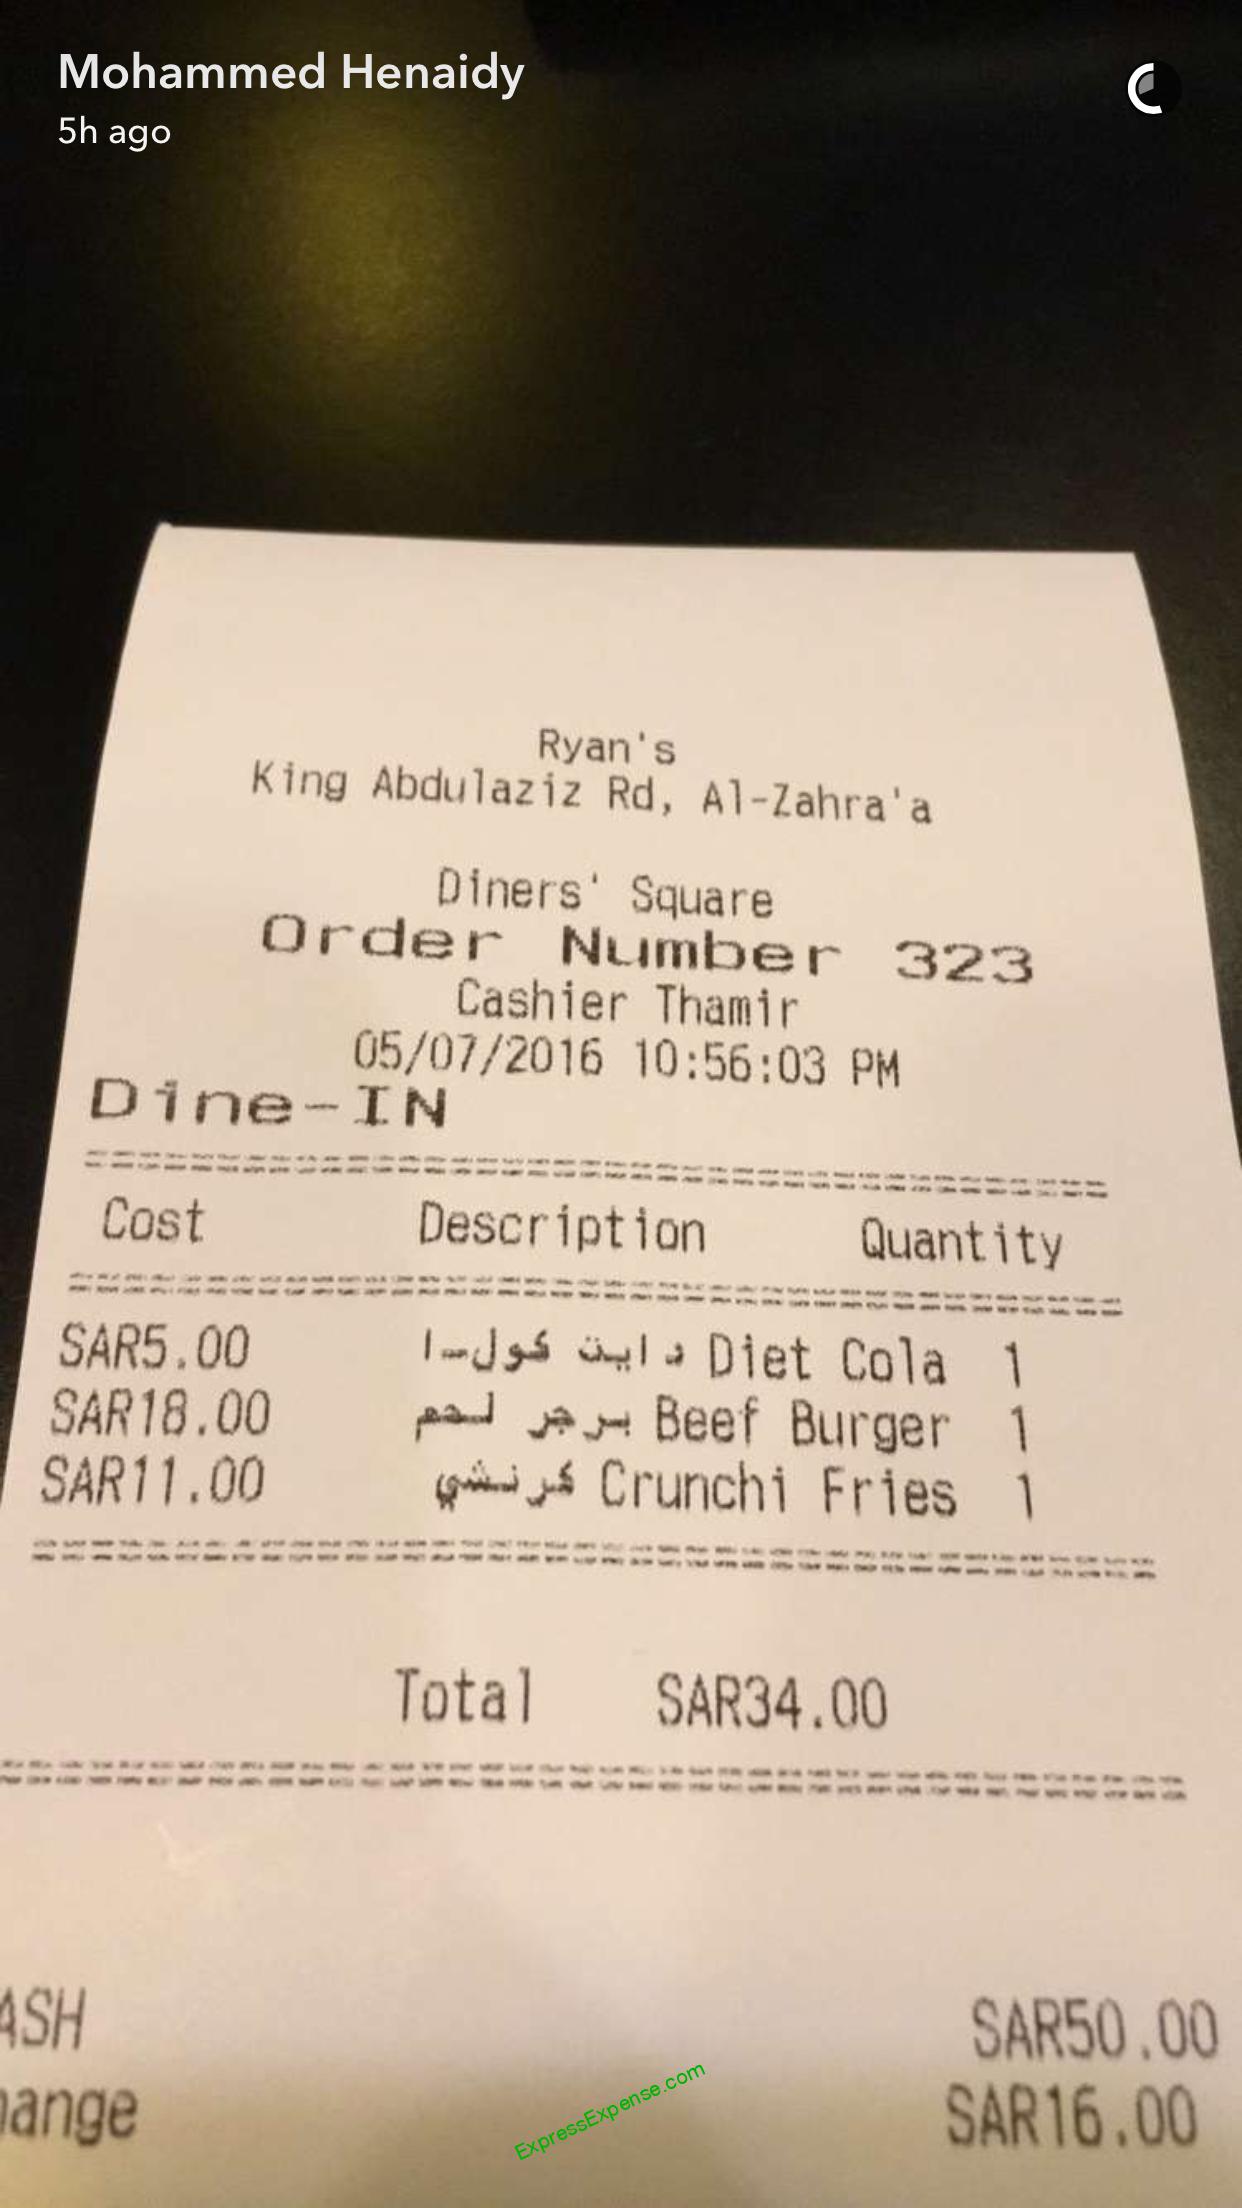 Mohammed Henaidy
5h ago
Ryan's
King Abdulaziz Rd, Al-Zahra'a
Diners' Square
Order Number 323
Cashier Thamir
05/07/2016 10:56:03 PM
Dine-IN
Cost Description Quantity
SAR5.00 دايت كولـا Diet Cola 1
SAR18.00 برجر لحم Beef Burger 1
SAR11.00 كرنشي Crunchi Fries 1
Total SAR34.00
ASH SAR50.00
hange SAR16.00
ExpressExpense.com